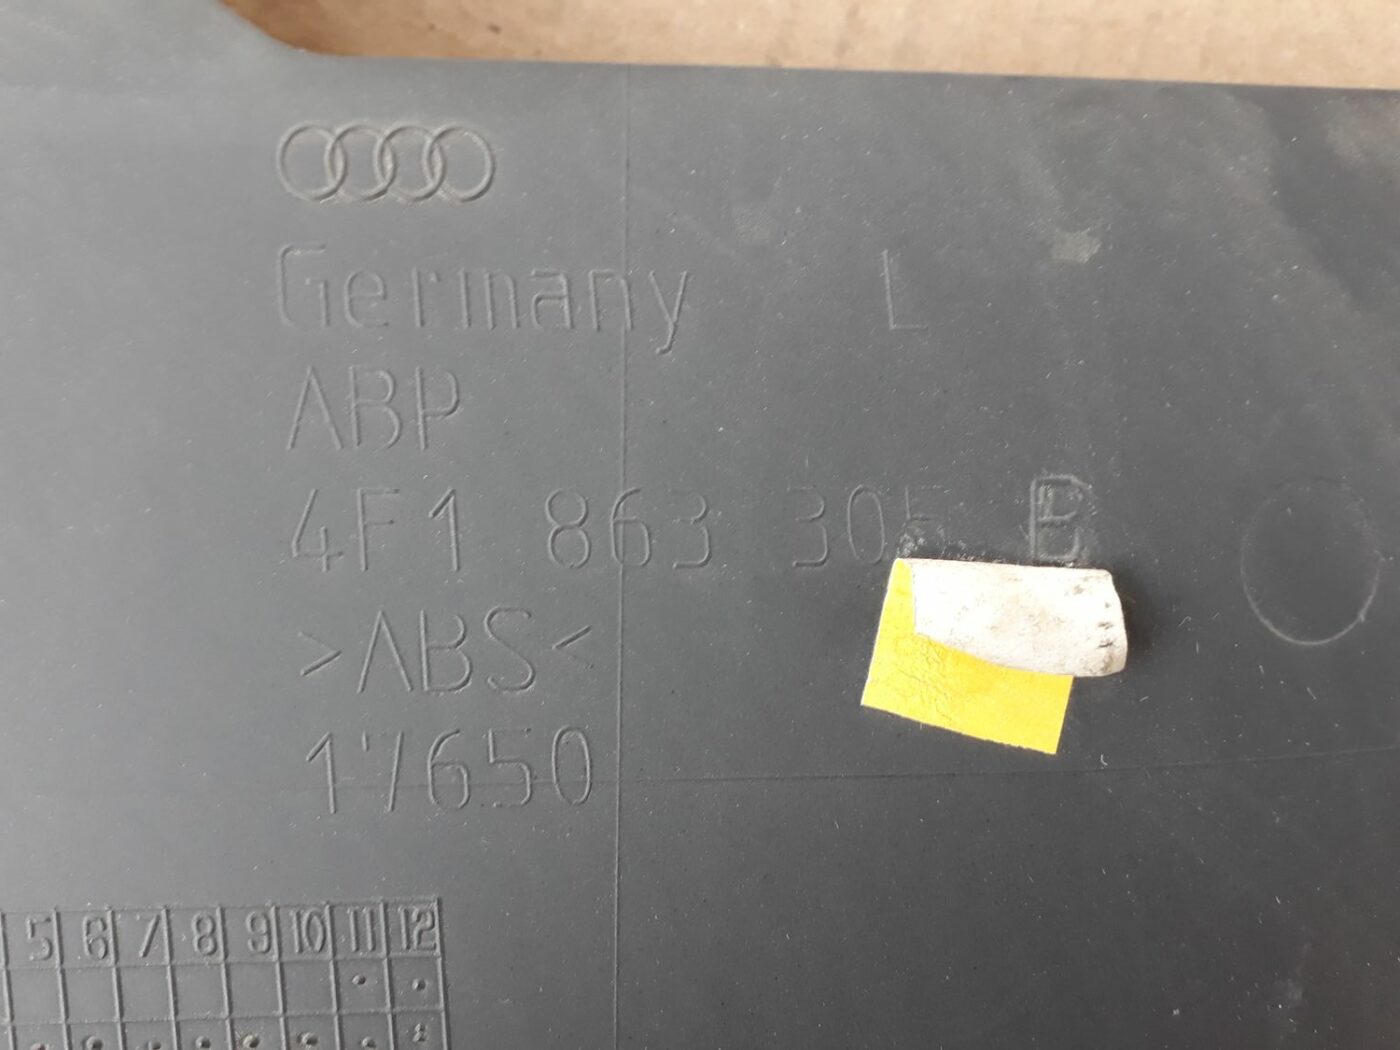 Germany L
ABP
4F1 863 305 B
>ABS<
17650
5 6 7 8 9 10 11 12